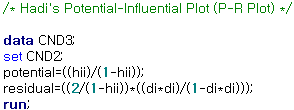 /* Hadi's Potential-Influential Plot (P-R Plot) */
data CND3;
set CND2;
potential=((hii)/(1-hii));
residual=((2/(1-hii))*((di*di)/(1-di*di)));
run;